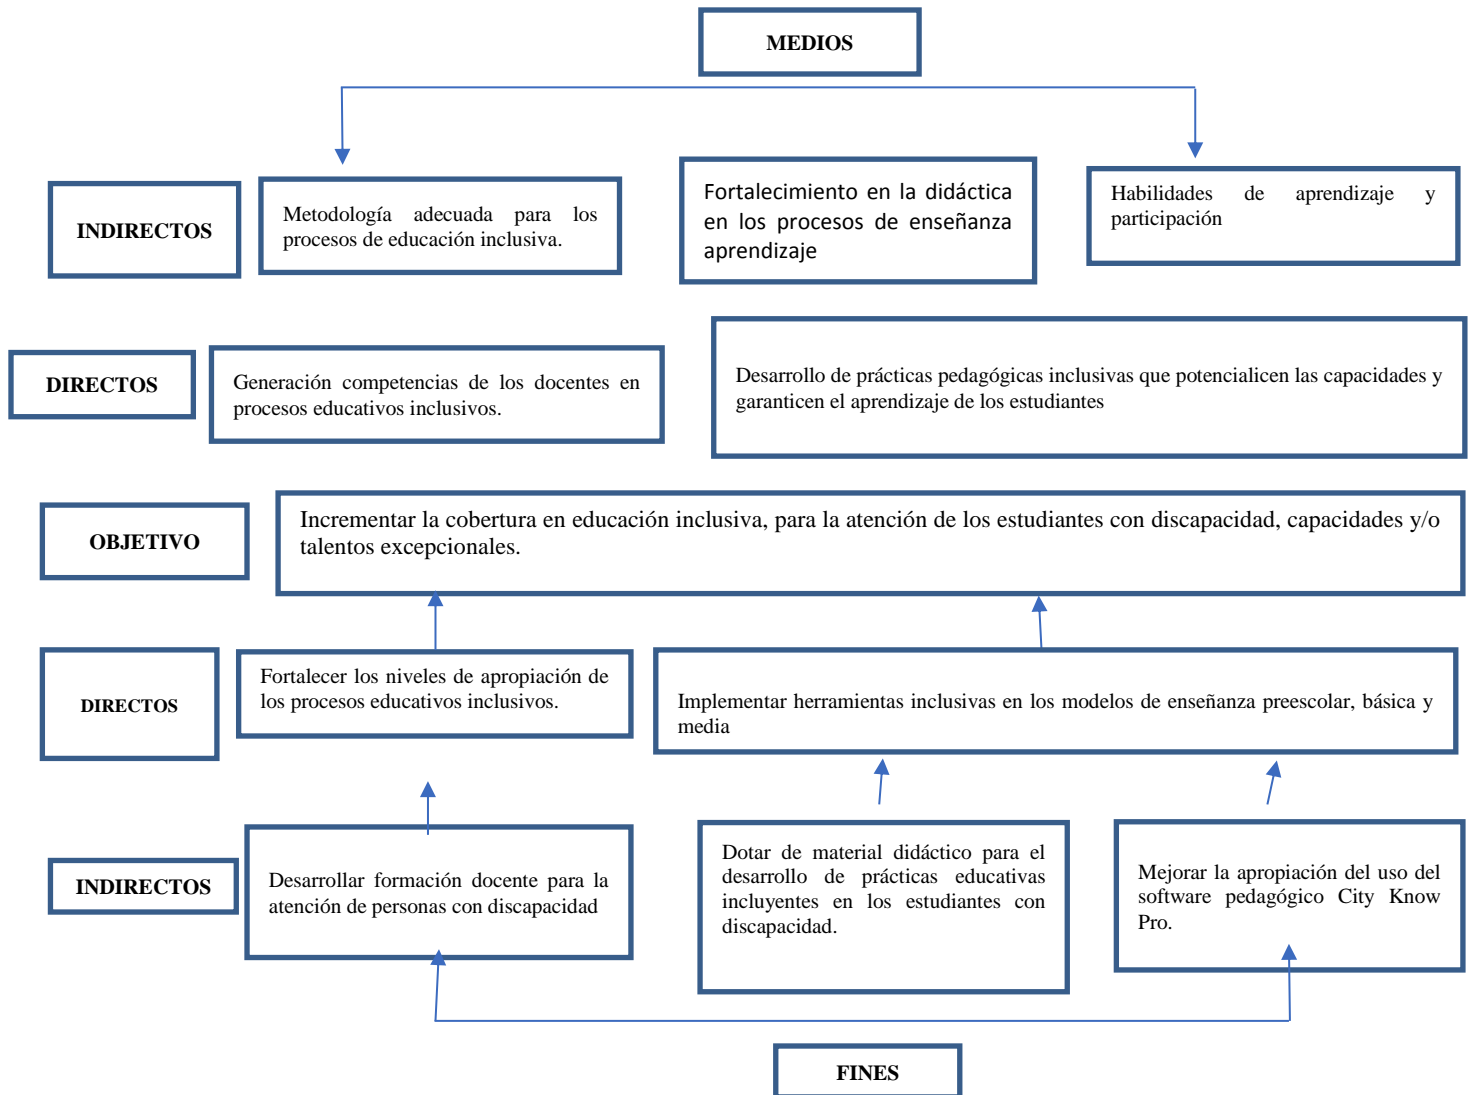 MEDIOS
INDIRECTOS
Metodología adecuada para los
procesos de educación inclusiva.
Fortalecimiento en la didáctica
en los procesos de enseñanza
aprendizaje
Habilidades de aprendizaje y
participación
DIRECTOS
Generación competencias de los docentes en
procesos educativos inclusivos.
Desarrollo de prácticas pedagógicas inclusivas que potencialicen las capacidades y
garanticen el aprendizaje de los estudiantes
OBJETIVO
Incrementar la cobertura en educación inclusiva, para la atención de los estudiantes con discapacidad, capacidades y/o
talentos excepcionales.
DIRECTOS
Fortalecer los niveles de apropiación de
los procesos educativos inclusivos.
Implementar herramientas inclusivas en los modelos de enseñanza preescolar, básica y
media
INDIRECTOS
Desarrollar formación docente para la
atención de personas con discapacidad
Dotar de material didáctico para el
desarrollo de prácticas educativas
incluyentes en los estudiantes con
discapacidad.
Mejorar la apropiación del uso del
software pedagógico City Know
Pro.
FINES